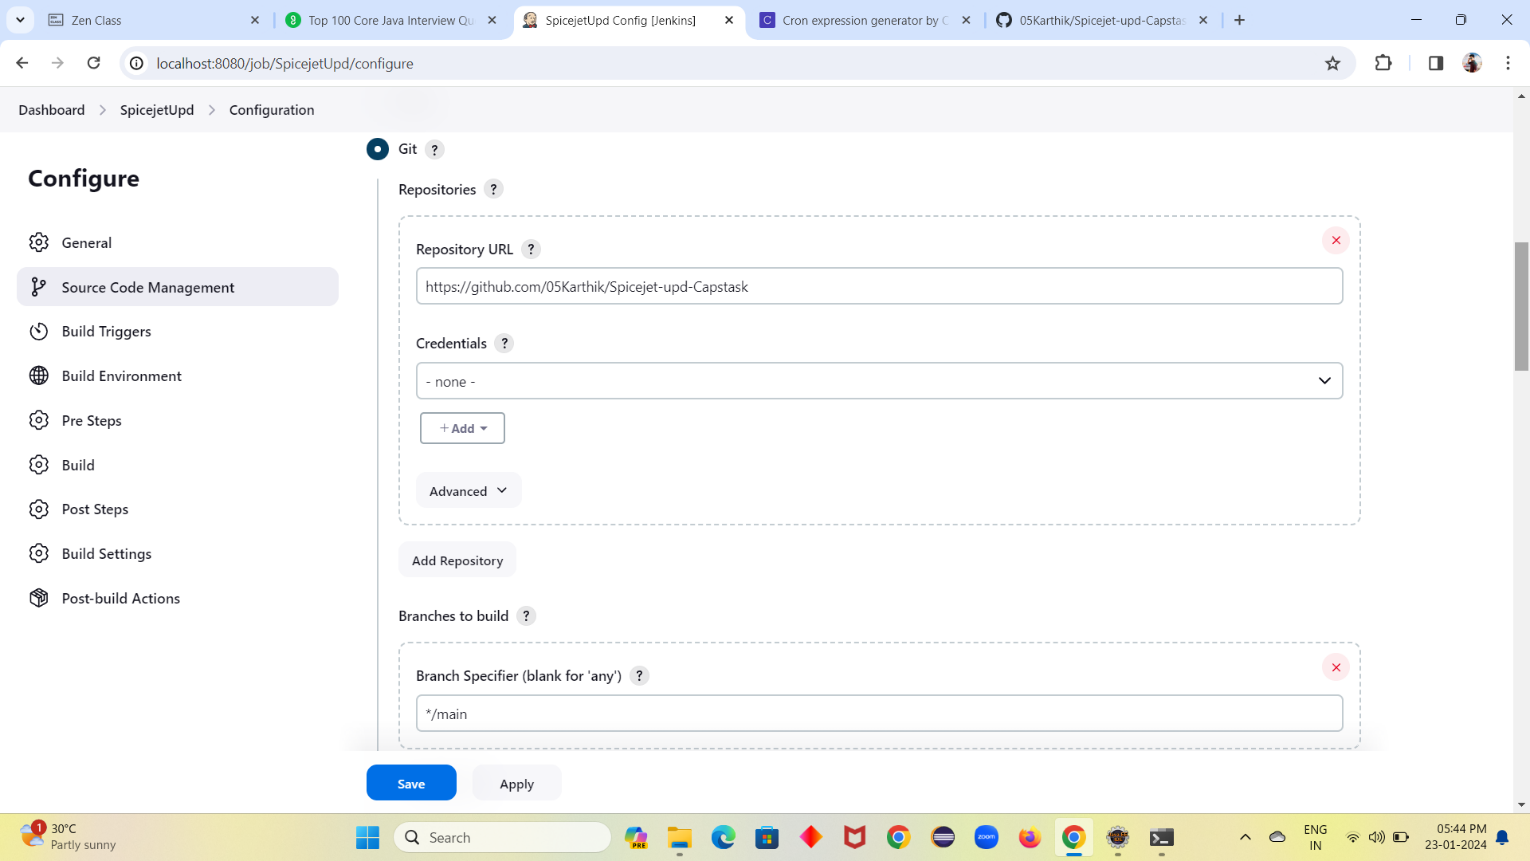 Zen Class
Top 100 Core Java Interview Qu
SpicejetUpd Config [Jenkins]
Cron expression generator by C
05Karthik/Spicejet-upd-Capstas
localhost:8080/job/SpicejetUpd/configure
Dashboard > SpicejetUpd > Configuration
Configure
General
Source Code Management
Build Triggers
Build Environment
Pre Steps
Build
Post Steps
Build Settings
Post-build Actions
Git ?
Repositories ?
Repository URL ?
https://github.com/05Karthik/Spicejet-upd-Capstask
Credentials ?
- none -
+ Add
Advanced
Add Repository
Branches to build ?
Branch Specifier (blank for 'any') ?
*/main
Save
Apply
1
30°C
Partly sunny
Search
PRE
zoom
ENG
IN
05:44 PM
23-01-2024